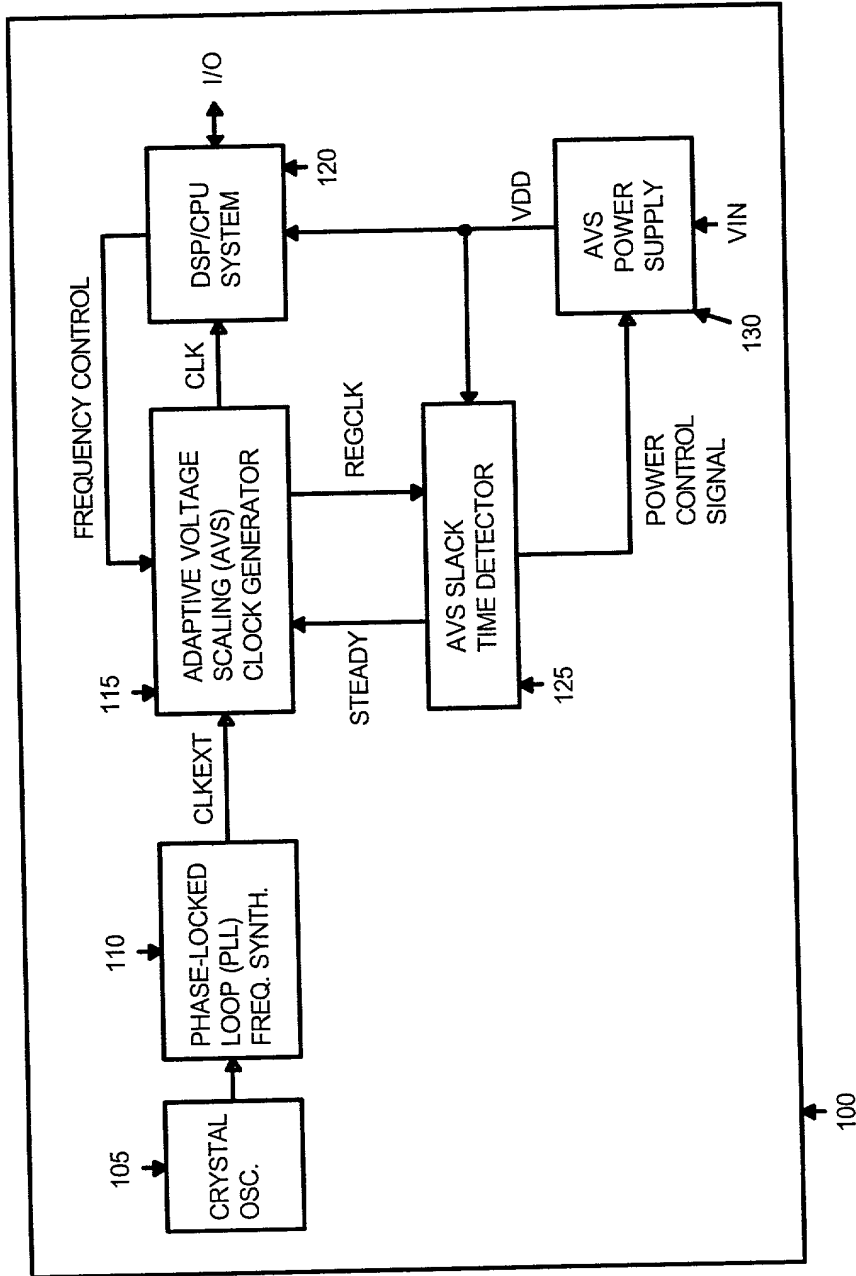 105
CRYSTAL
OSC.
110
PHASE-LOCKED
LOOP (PLL)
FREQ. SYNTH.
CLKEXT
115
ADAPTIVE VOLTAGE
SCALING (AVS)
CLOCK GENERATOR
FREQUENCY CONTROL
CLK
DSP/CPU
SYSTEM
I/O
120
STEADY
REGCLK
AVS SLACK
TIME DETECTOR
125
VDD
POWER
CONTROL
SIGNAL
AVS
POWER
SUPPLY
VIN
130
100